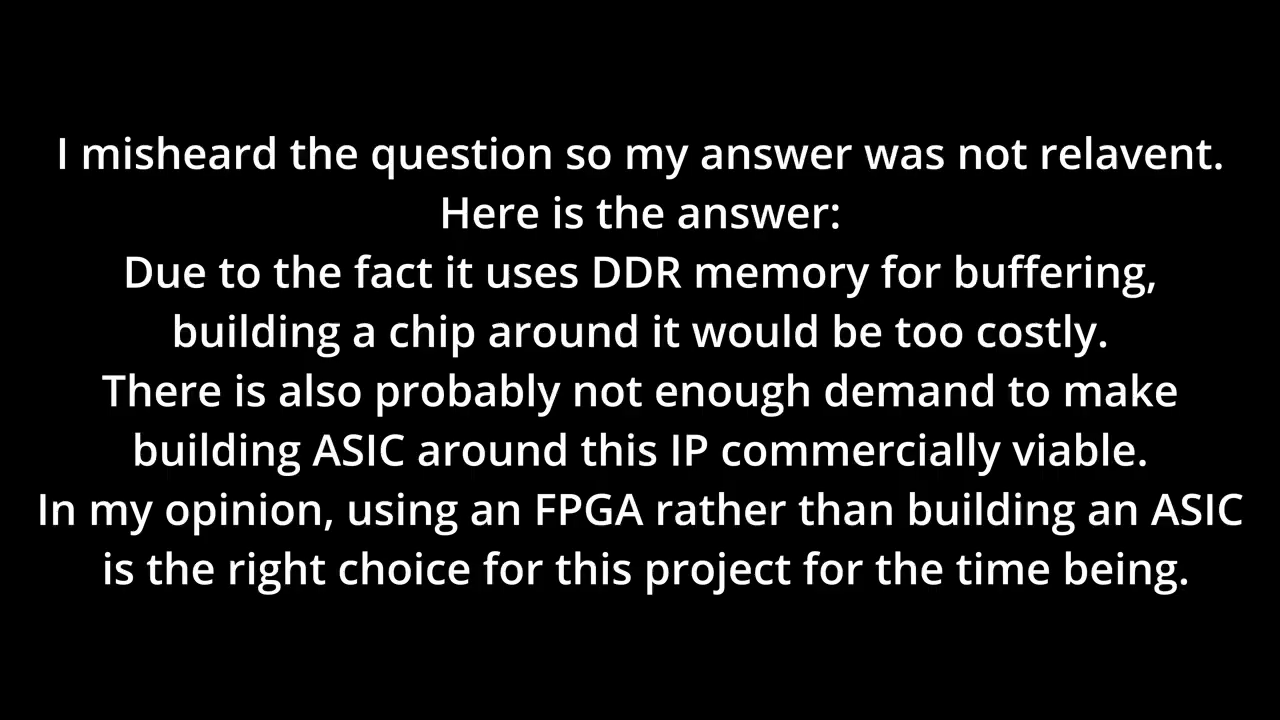 I misheard the question so my answer was not relavent.
Here is the answer:
Due to the fact it uses DDR memory for buffering,
building a chip around it would be too costly.
There is also probably not enough demand to make
building ASIC around this IP commercially viable.
In my opinion, using an FPGA rather than building an ASIC
is the right choice for this project for the time being.